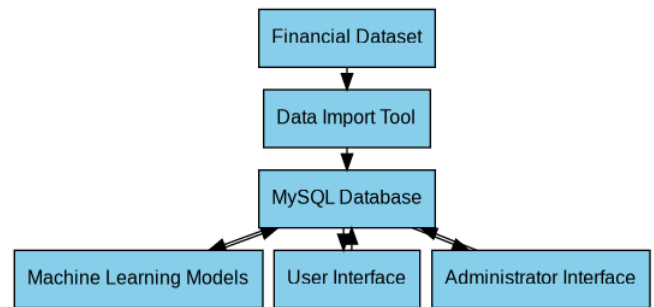 Financial Dataset
Data Import Tool
MySQL Database
Machine Learning Models
User Interface
Administrator Interface